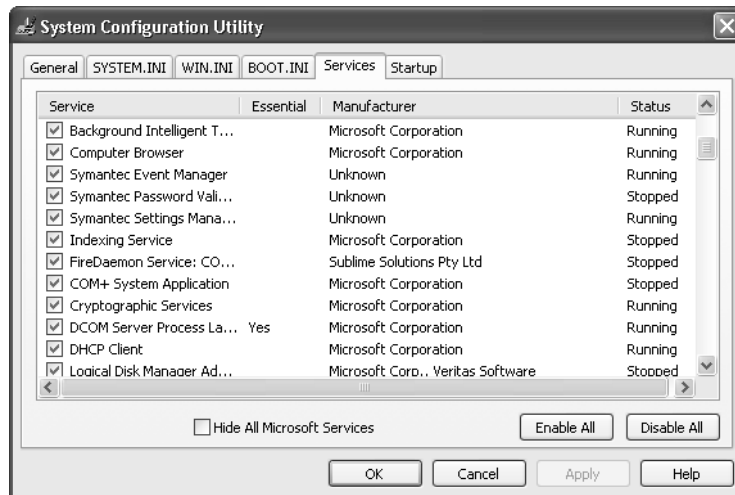 System Configuration Utility
General SYSTEM.INI WIN.INI BOOT.INI Services Startup
Service Essential Manufacturer Status
Background Intelligent T... Microsoft Corporation Running
Computer Browser Microsoft Corporation Running
Symantec Event Manager Unknown Running
Symantec Password Vali... Unknown Stopped
Symantec Settings Mana... Unknown Running
Indexing Service Microsoft Corporation Stopped
FireDaemon Service: CO... Sublime Solutions Pty Ltd Stopped
COM+ System Application Microsoft Corporation Stopped
Cryptographic Services Microsoft Corporation Running
DCOM Server Process La... Yes Microsoft Corporation Running
DHCP Client Microsoft Corporation Running
Logical Disk Manager Ad... Microsoft Corp., Veritas Software Stopped
Hide All Microsoft Services Enable All Disable All
OK Cancel Apply Help